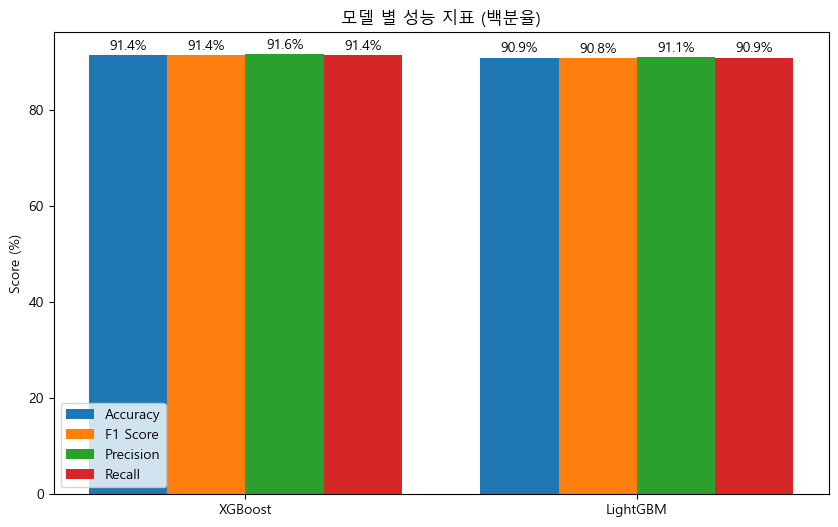 모델 별 성능 지표 (백분율)
91.4% 91.4% 91.6% 91.4% 90.9% 90.8% 91.1% 90.9%
Score (%)
80
60
40
20
0
Accuracy
F1 Score
Precision
Recall
XGBoost LightGBM